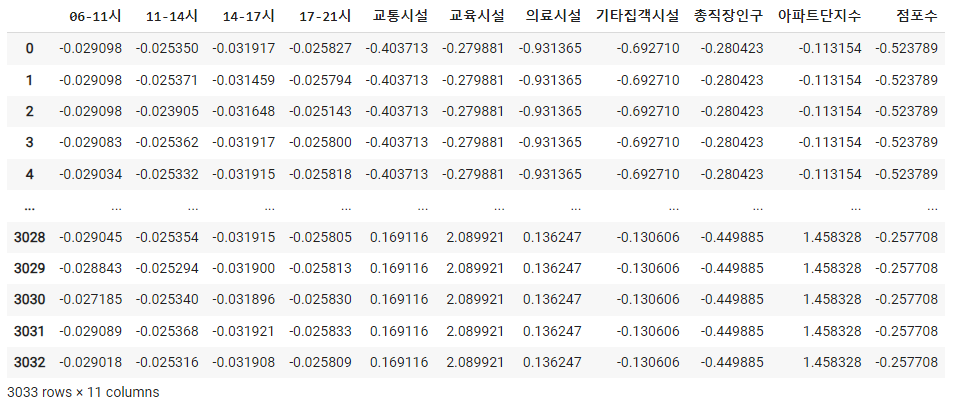 06-11시 11-14시 14-17시 17-21시 교통시설 교육시설 의료시설 기타집객시설 총직장인구 아파트단지수 점포수
0 -0.029098 -0.025350 -0.031917 -0.025827 -0.403713 -0.279881 -0.931365 -0.692710 -0.280423 -0.113154 -0.523789
1 -0.029098 -0.025371 -0.031459 -0.025794 -0.403713 -0.279881 -0.931365 -0.692710 -0.280423 -0.113154 -0.523789
2 -0.029098 -0.023905 -0.031648 -0.025143 -0.403713 -0.279881 -0.931365 -0.692710 -0.280423 -0.113154 -0.523789
3 -0.029083 -0.025362 -0.031917 -0.025800 -0.403713 -0.279881 -0.931365 -0.692710 -0.280423 -0.113154 -0.523789
4 -0.029034 -0.025332 -0.031915 -0.025818 -0.403713 -0.279881 -0.931365 -0.692710 -0.280423 -0.113154 -0.523789
... ... ... ... ... ... ... ... ... ... ... ...
3028 -0.029045 -0.025354 -0.031915 -0.025805 0.169116 2.089921 0.136247 -0.130606 -0.449885 1.458328 -0.257708
3029 -0.028843 -0.025294 -0.031900 -0.025813 0.169116 2.089921 0.136247 -0.130606 -0.449885 1.458328 -0.257708
3030 -0.027185 -0.025340 -0.031896 -0.025830 0.169116 2.089921 0.136247 -0.130606 -0.449885 1.458328 -0.257708
3031 -0.029089 -0.025368 -0.031921 -0.025833 0.169116 2.089921 0.136247 -0.130606 -0.449885 1.458328 -0.257708
3032 -0.029018 -0.025316 -0.031908 -0.025809 0.169116 2.089921 0.136247 -0.130606 -0.449885 1.458328 -0.257708
3033 rows × 11 columns